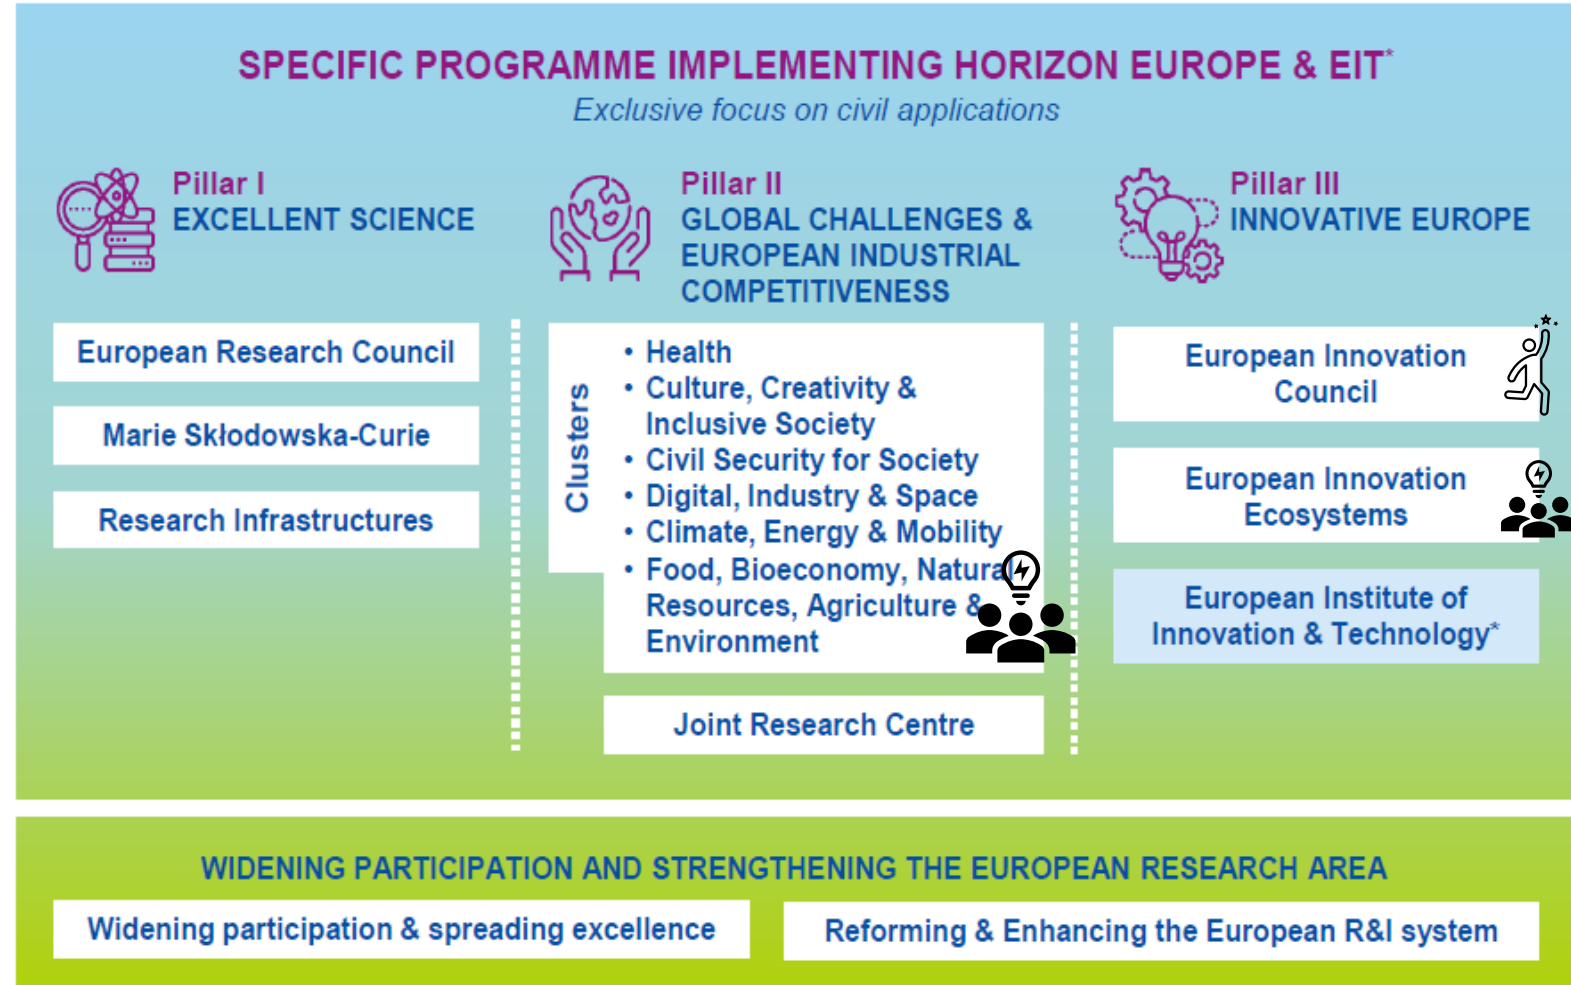 SPECIFIC PROGRAMME IMPLEMENTING HORIZON EUROPE & EIT*
Exclusive focus on civil applications
Pillar I
EXCELLENT SCIENCE
European Research Council
Marie Skłodowska-Curie
Research Infrastructures
Pillar II
GLOBAL CHALLENGES &
EUROPEAN INDUSTRIAL
COMPETITIVENESS
Clusters
• Health
• Culture, Creativity &
Inclusive Society
• Civil Security for Society
• Digital, Industry & Space
• Climate, Energy & Mobility
• Food, Bioeconomy, Natural
Resources, Agriculture &
Environment
Joint Research Centre
Pillar III
INNOVATIVE EUROPE
European Innovation
Council
European Innovation
Ecosystems
European Institute of
Innovation & Technology*
WIDENING PARTICIPATION AND STRENGTHENING THE EUROPEAN RESEARCH AREA
Widening participation & spreading excellence
Reforming & Enhancing the European R&I system